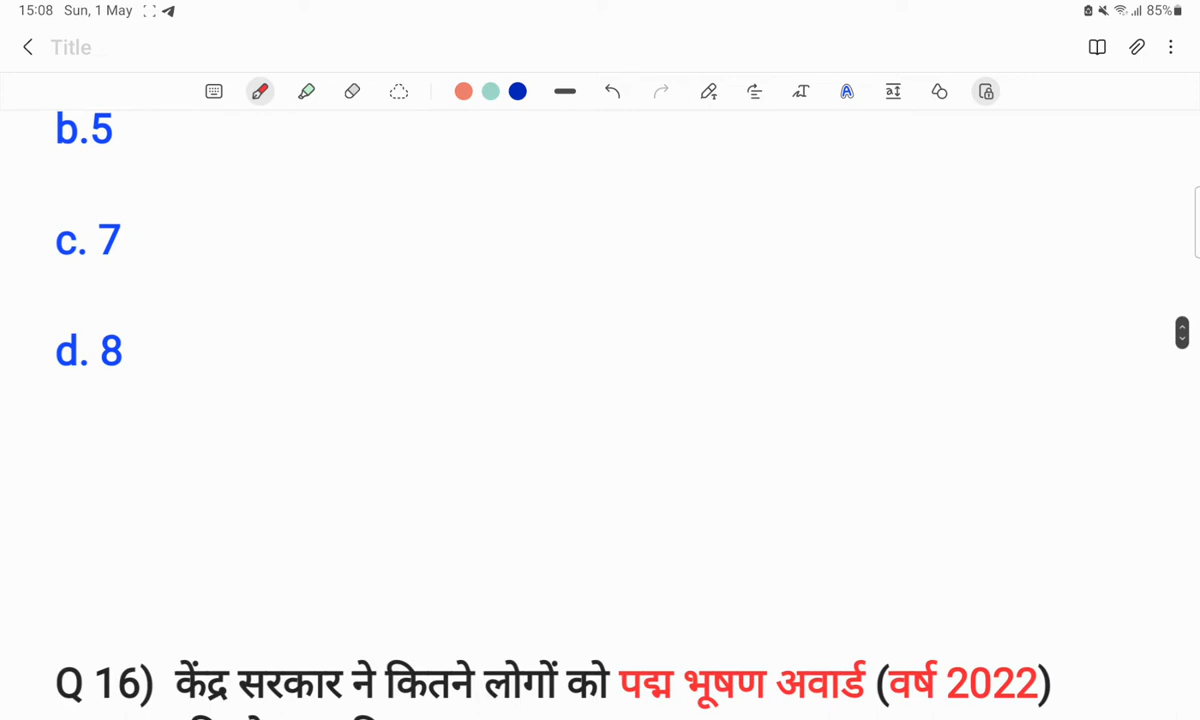 15:08 Sun, 1 May 85%
Title
b.5
c. 7
d. 8
Q 16) केंद्र सरकार ने कितने लोगों को पद्म भूषण अवार्ड (वर्ष 2022)